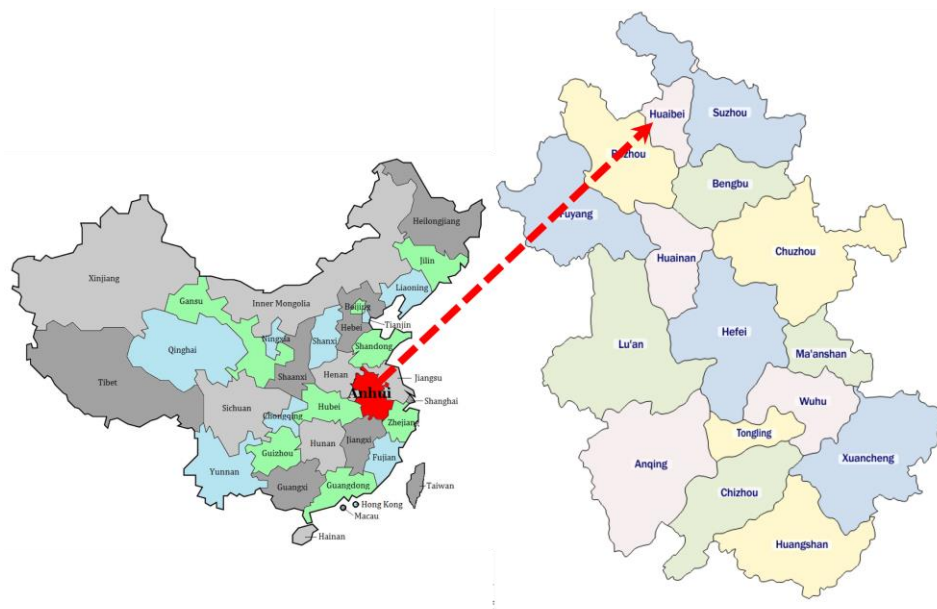 Heilongjiang
Jilin
Xinjiang
Liaoning
Gansu
Inner Mongolia
Beijing
Hebei
Tianjin
Ningxia
Shanxi
Shandong
Qinghai
Shaanxi
Henan
Jiangsu
Tibet
Anhui
Shanghai
Sichuan
Chongqing
Hubei
Zhejiang
Hunan
Jiangxi
Guizhou
Fujian
Yunnan
Guangxi
Guangdong
Taiwan
Hong Kong
Macau
Hainan
Huaibei
Suzhou
Bozhou
Bengbu
Fuyang
Chuzhou
Huainan
Hefei
Lu'an
Ma'anshan
Wuhu
Tongling
Xuancheng
Anqing
Chizhou
Huangshan